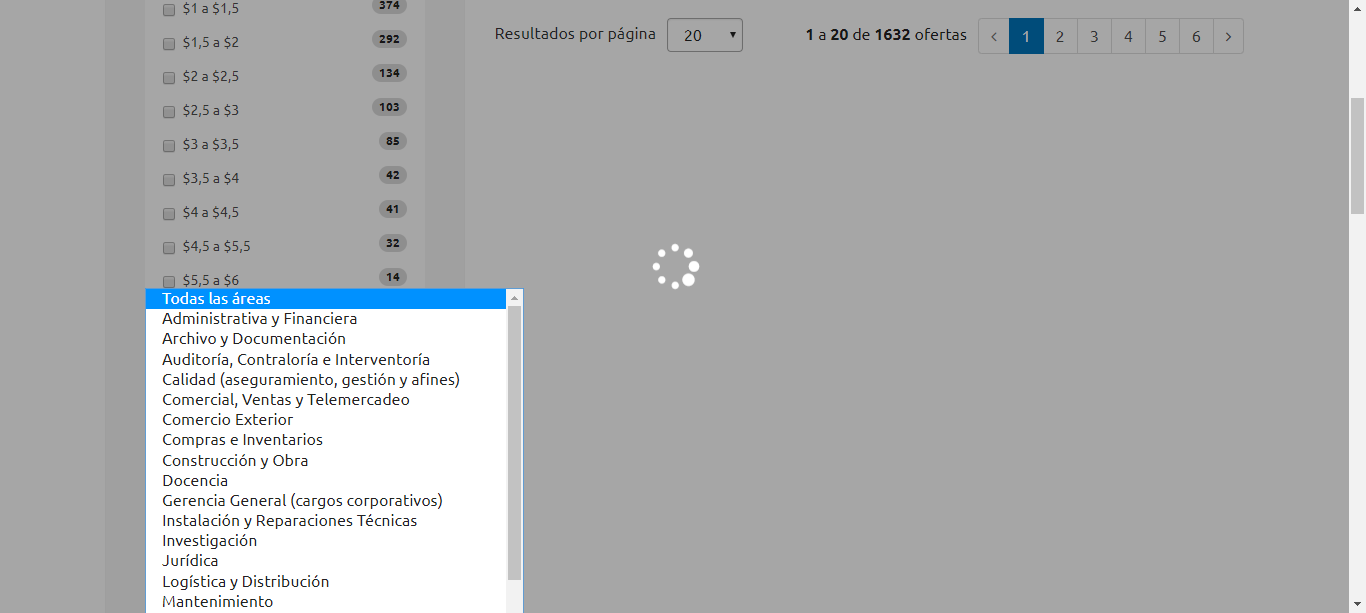 $1 a $1,5 374
$1,5 a $2 292
$2 a $2,5 134
$2,5 a $3 103
$3 a $3,5 85
$3,5 a $4 42
$4 a $4,5 41
$4,5 a $5,5 32
$5,5 a $6 14
Todas las áreas
Administrativa y Financiera
Archivo y Documentación
Auditoría, Contraloría e Interventoría
Calidad (aseguramiento, gestión y afines)
Comercial, Ventas y Telemercadeo
Comercio Exterior
Compras e Inventarios
Construcción y Obra
Docencia
Gerencia General (cargos corporativos)
Instalación y Reparaciones Técnicas
Investigación
Jurídica
Logística y Distribución
Mantenimiento
Resultados por página 20 1 a 20 de 1632 ofertas ‹ 1 2 3 4 5 6 ›